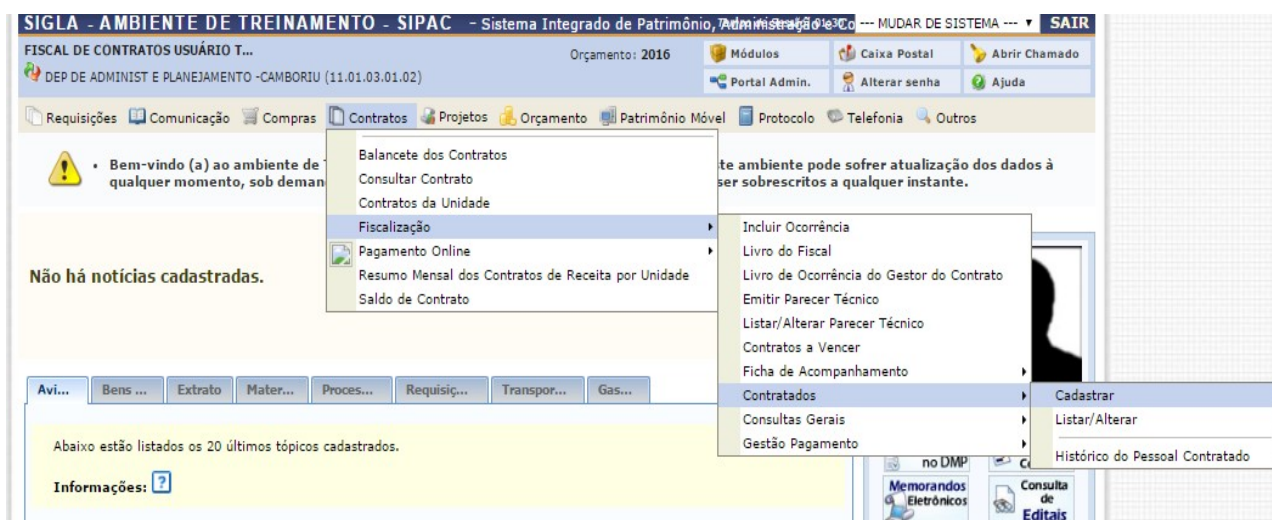 SIGLA - AMBIENTE DE TREINAMENTO - SIPAC - Sistema Integrado de Patrimônio, Administração e Co --- MUDAR DE SISTEMA --- SAIR
FISCAL DE CONTRATOS USUÁRIO T... Orçamento: 2016 Módulos Caixa Postal Abrir Chamado
DEP DE ADMINIST E PLANEJAMENTO -CAMBORIU (11.01.03.01.02) Portal Admin. Alterar senha Ajuda
Requisições Comunicação Compras Contratos Projetos Orçamento Patrimônio Móvel Protocolo Telefonia Outros
Balancete dos Contratos
Consultar Contrato
Contratos da Unidade
Fiscalização
Pagamento Online
Resumo Mensal dos Contratos de Receita por Unidade
Saldo de Contrato
Bem-vindo (a) ao ambiente de ste ambiente pode sofrer atualização dos dados à
qualquer momento, sob deman ser sobrescritos a qualquer instante.
Incluir Ocorrência
Livro do Fiscal
Livro de Ocorrência do Gestor do Contrato
Emitir Parecer Técnico
Listar/Alterar Parecer Técnico
Contratos a Vencer
Ficha de Acompanhamento
Contratados
Consultas Gerais
Gestão Pagamento
Cadastrar
Listar/Alterar
Histórico do Pessoal Contratado
Não há notícias cadastradas.
Avi... Bens ... Extrato Mater... Proces... Requisiç... Transpor... Gas...
Abaixo estão listados os 20 últimos tópicos cadastrados.
Informações: ?
no DMP
Memorandos
Eletrônicos
Consulta
de
Editais